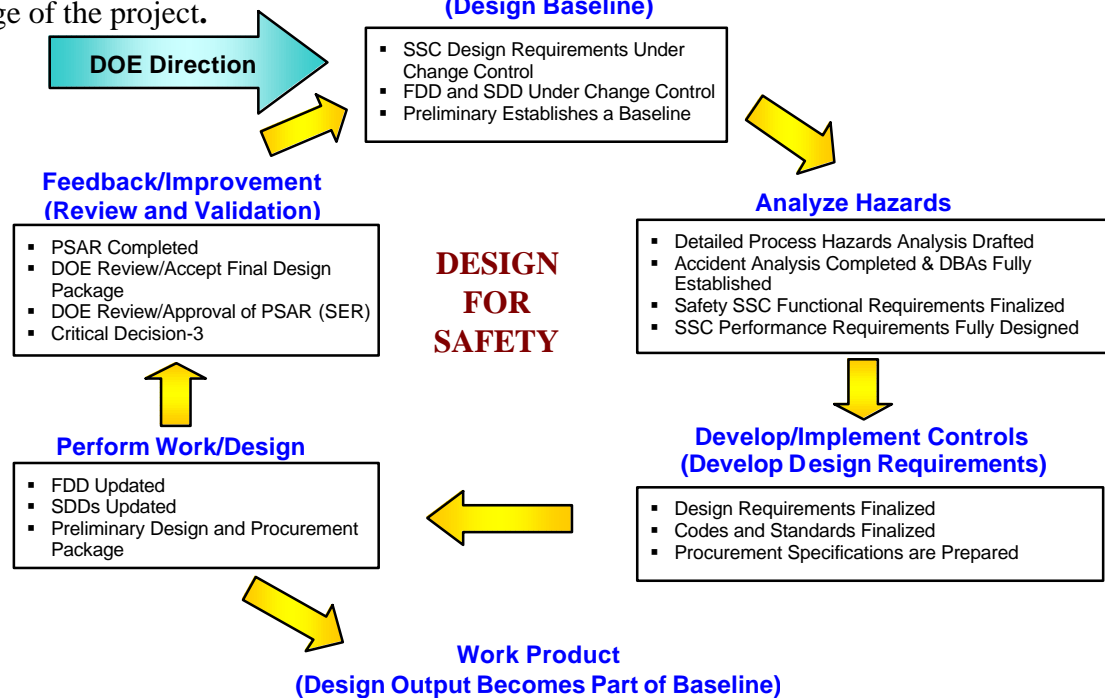 ge of the project.
(Design Baseline)
DOE Direction
▪ SSC Design Requirements Under
Change Control
▪ FDD and SDD Under Change Control
▪ Preliminary Establishes a Baseline
Feedback/Improvement
(Review and Validation)
▪ PSAR Completed
▪ DOE Review/Accept Final Design
Package
▪ DOE Review/Approval of PSAR (SER)
▪ Critical Decision-3
DESIGN
FOR
SAFETY
Analyze Hazards
▪ Detailed Process Hazards Analysis Drafted
▪ Accident Analysis Completed & DBAs Fully
Established
▪ Safety SSC Functional Requirements Finalized
▪ SSC Performance Requirements Fully Designed
Perform Work/Design
▪ FDD Updated
▪ SDDs Updated
▪ Preliminary Design and Procurement
Package
Develop/Implement Controls
(Develop Design Requirements)
▪ Design Requirements Finalized
▪ Codes and Standards Finalized
▪ Procurement Specifications are Prepared
Work Product
(Design Output Becomes Part of Baseline)